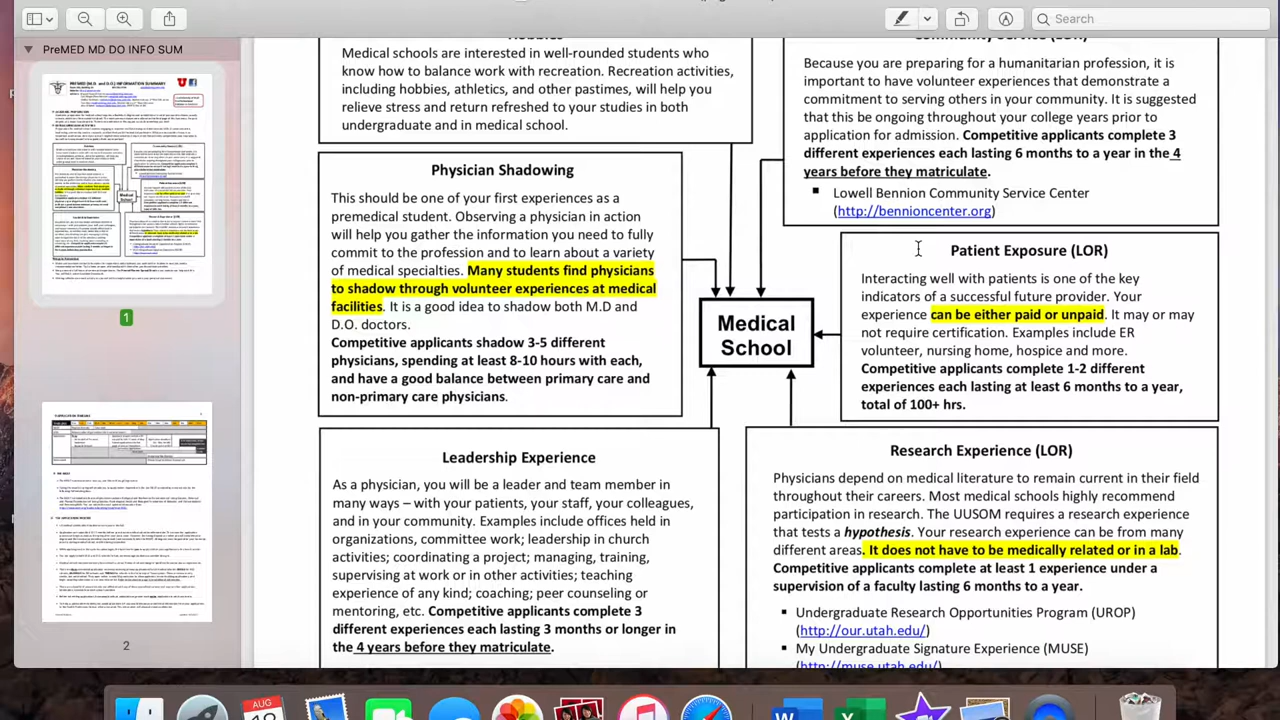 Search
PreMED MD DO INFO SUM
1
2
Hobbies
Medical schools are interested in well-rounded students who
know how to balance work with recreation. Recreation activities,
including hobbies, athletics, and other pastimes, will help you
relieve stress and return refreshed to your studies in both
undergraduate and in medical school.
Community Service (LOR)
Because you are preparing for a humanitarian profession, it is
vital to have volunteer experiences that demonstrate a
commitment to serving others in your community. It is suggested
that this be ongoing throughout your college years prior to
application for admission. Competitive applicants complete 3
different experiences each lasting 6 months to a year in the 4
years before they matriculate.
▪ The Bennion Community Service Center
(http://bennioncenter.org)
Physician Shadowing
This should be one of your first experiences as a
premedical student. Observing a physician in action
will help you obtain the information you need to fully
commit to the profession and learn about a variety
of medical specialties. Many students find physicians
to shadow through volunteer experiences at medical
facilities. It is a good idea to shadow both M.D and
D.O. doctors.
Competitive applicants shadow 3-5 different
physicians, spending at least 8-10 hours with each,
and have a good balance between primary care and
non-primary care physicians.
Patient Exposure (LOR)
Interacting well with patients is one of the key
indicators of a successful future provider. Your
experience can be either paid or unpaid. It may or may
not require certification. Examples include ER
volunteer, nursing home, hospice and more.
Competitive applicants complete 1-2 different
experiences each lasting at least 6 months to a year,
total of 100+ hrs.
Medical
School
Leadership Experience
As a physician, you will be a leader and team member in
many ways – with your patients, your staff, your colleagues,
and in your community. Examples include offices held in
organizations, committee work; leadership in church
activities; coordinating a project or event; training,
supervising at work or in other activities; teaching
experience of any kind; coaching, peer counseling or
mentoring, etc. Competitive applicants complete 3
different experiences each lasting 3 months or longer in
the 4 years before they matriculate.
Research Experience (LOR)
Physicians depend on medical literature to remain current in their field
throughout their careers. Most medical schools highly recommend
participation in research. The UUSOM requires a research experience
that tests a hypothesis. Your research experience can be from many
different areas. It does not have to be medically related or in a lab.
Competitive applicants complete at least 1 experience under a
supervising faculty lasting 6 months to a year.
▪ Undergraduate Research Opportunities Program (UROP)
(http://our.utah.edu/)
▪ My Undergraduate Signature Experience (MUSE)
(http://muse.utah.edu/)
AUG